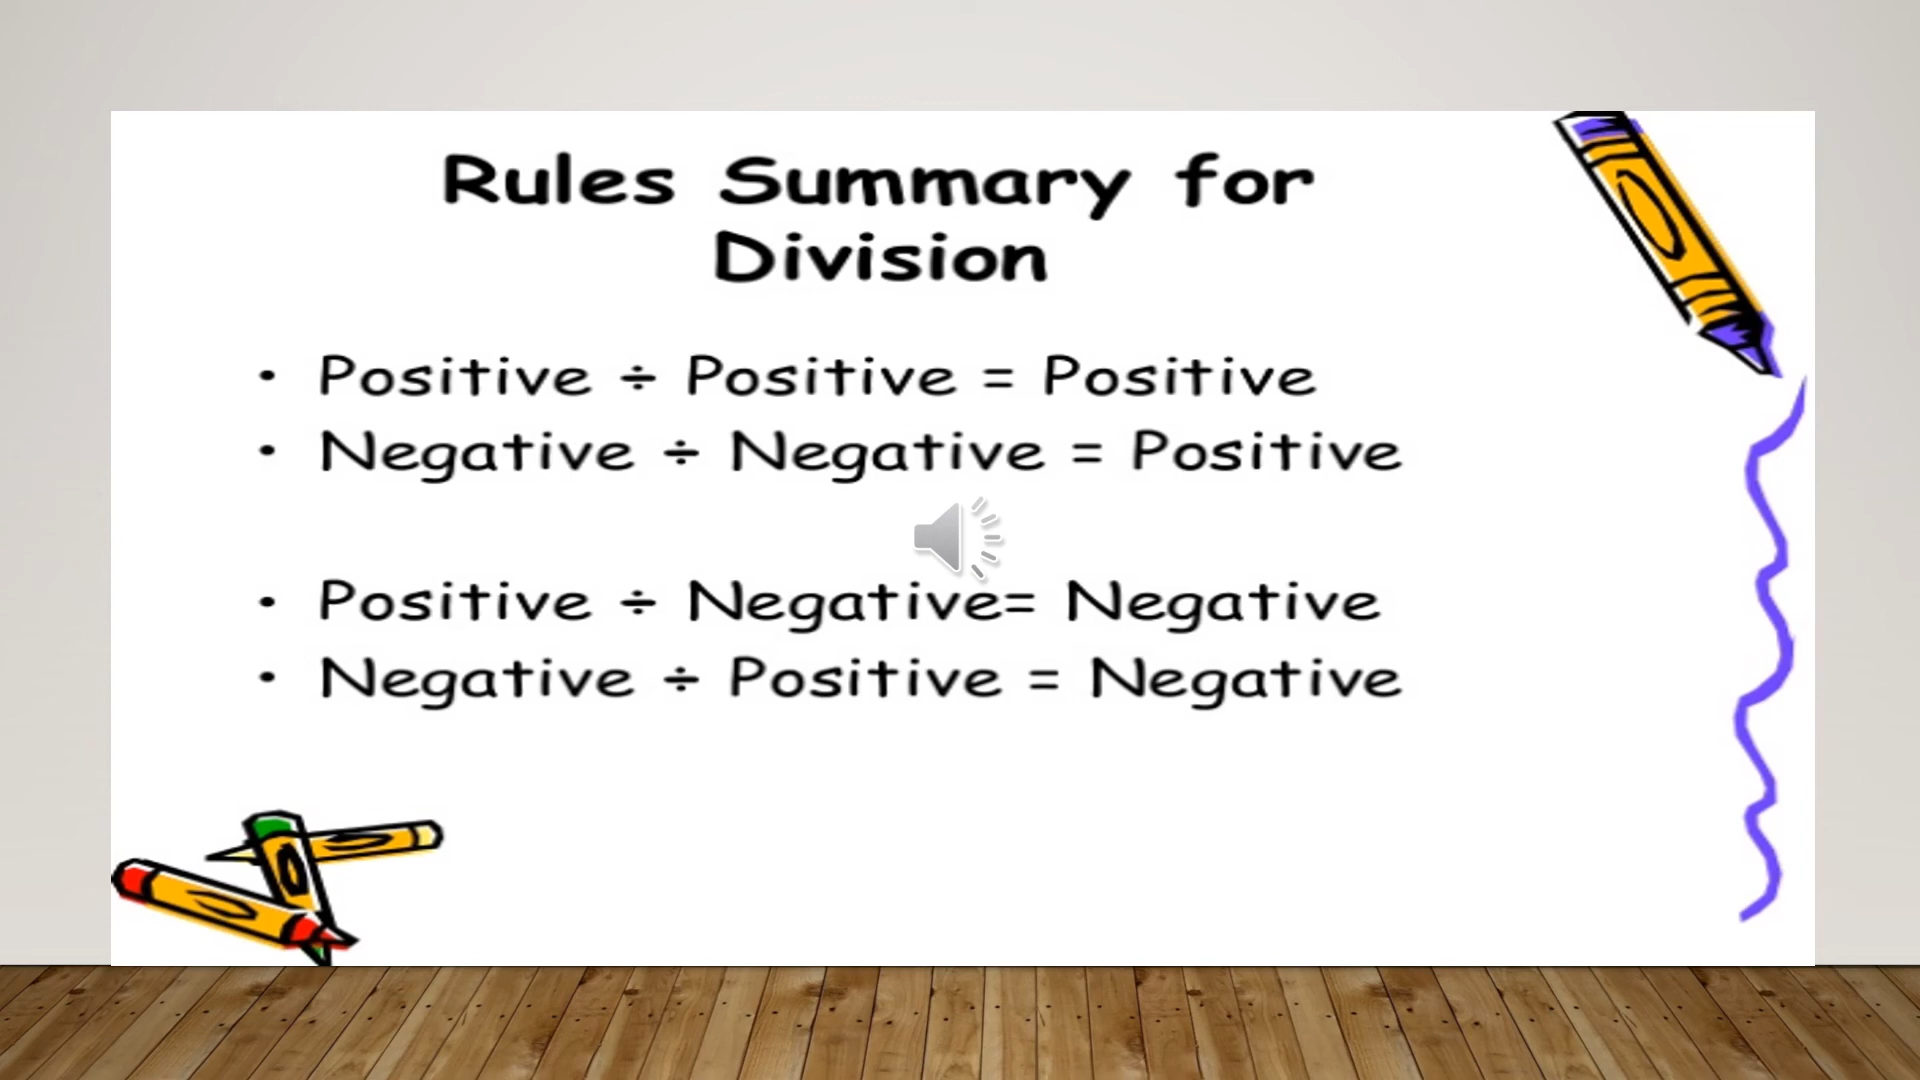 Rules Summary for
Division
• Positive ÷ Positive = Positive
• Negative ÷ Negative = Positive
• Positive ÷ Negative= Negative
• Negative ÷ Positive = Negative